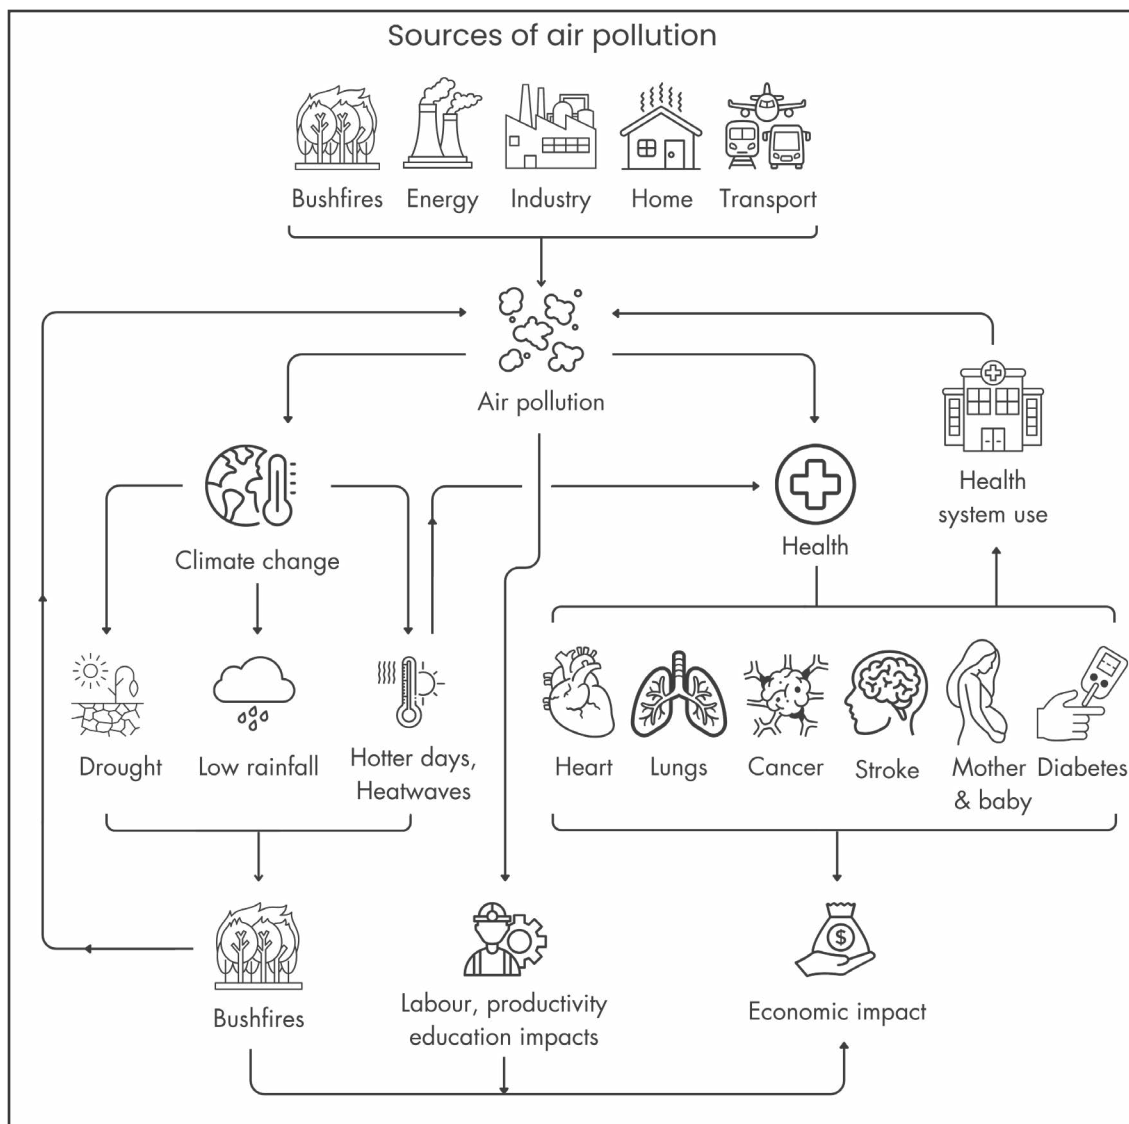 Sources of air pollution
Bushfires
Energy
Industry
Home
Transport
Air pollution
Climate change
Health
Health
system use
Drought
Low rainfall
Hotter days,
Heatwaves
Heart
Lungs
Cancer
Stroke
Mother
& baby
Diabetes
Bushfires
Labour, productivity
education impacts
$
Economic impact